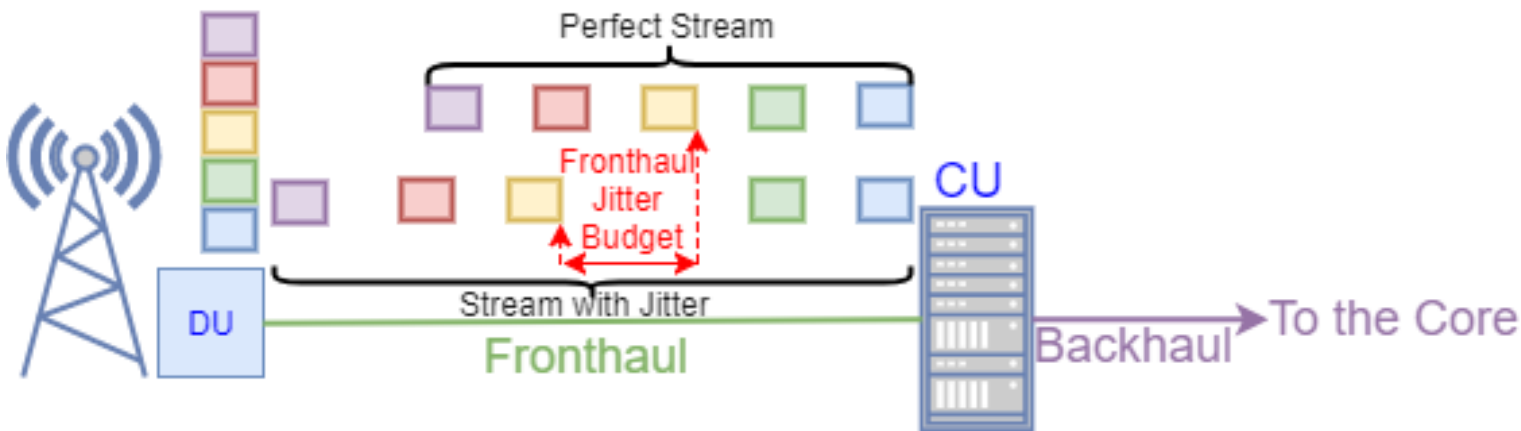 Perfect Stream
Fronthaul
Jitter
Budget
CU
Stream with Jitter
DU
Fronthaul
Backhaul
To the Core